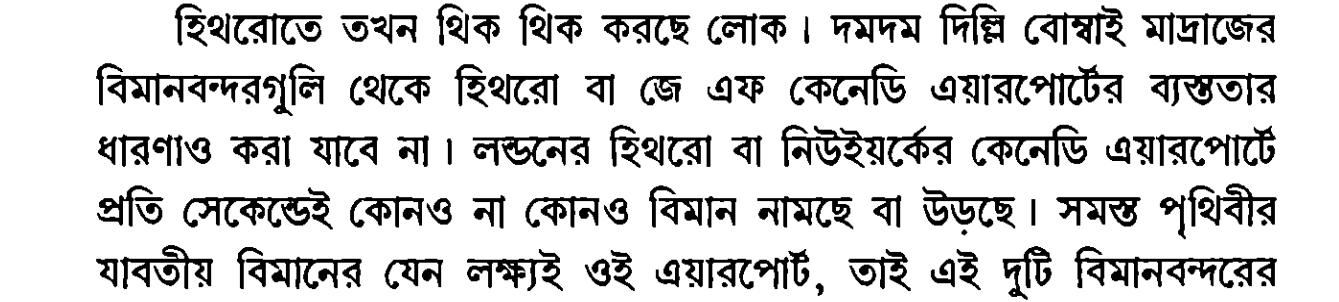 হিথরোতে তখন থিক থিক করছে লোক। দমদম দিল্লি বোম্বাই মাদ্রাজের
বিমানবন্দরগুলি থেকে হিথরো বা জে এফ কেনেডি এয়ারপোর্টের ব্যস্ততার
ধারণাও করা যাবে না। লন্ডনের হিথরো বা নিউইয়র্কের কেনেডি এয়ারপোর্টে
প্রতি সেকেন্ডেই কোনও না কোনও বিমান নামছে বা উড়ছে। সমস্ত পৃথিবীর
যাবতীয় বিমানের যেন লক্ষ্যই ওই এয়ারপোর্ট, তাই এই দুটি বিমানবন্দরের